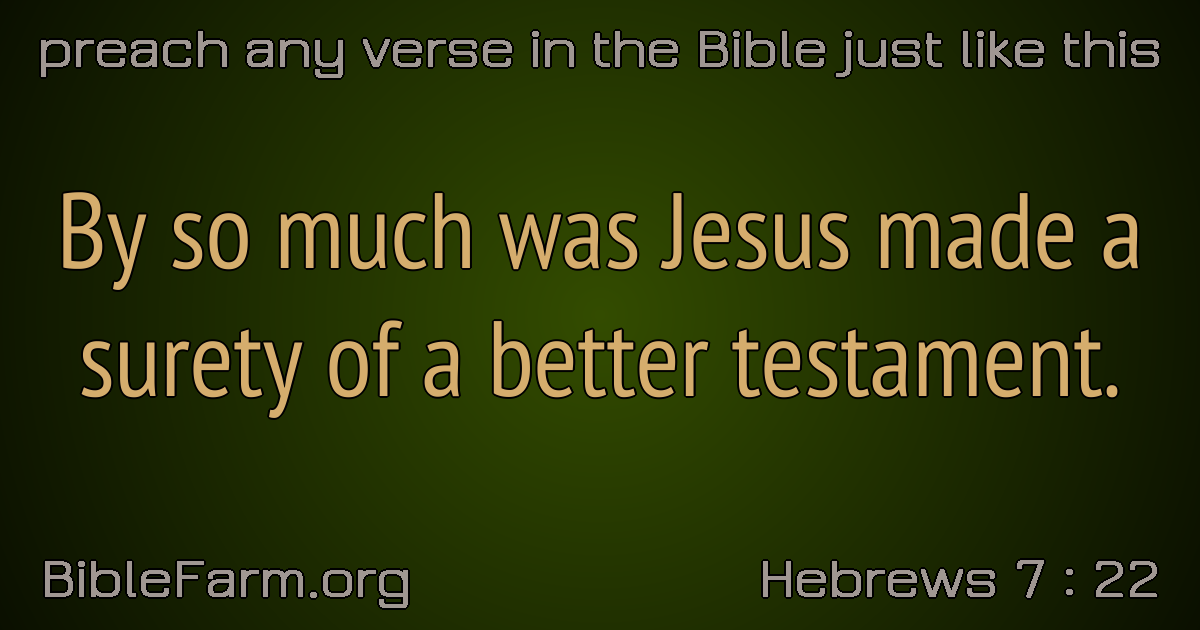 preach any verse in the Bible just like this
By so much was Jesus made a
surety of a better testament.
BibleFarm.org
Hebrews 7 : 22